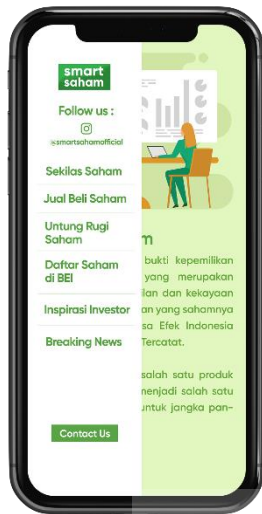 smart
saham
Follow us :
@smartsahamofficial
Sekilas Saham
Jual Beli Saham
Untung Rugi
Saham
Daftar Saham
di BEI
Inspirasi Investor
Breaking News
Contact Us
m
bukti kepemilikan
yang merupakan
ilan dan kekayaan
an yang sahamnya
sa Efek Indonesia
Tercatat.
salah satu produk
menjadi salah satu
untuk jangka pan-